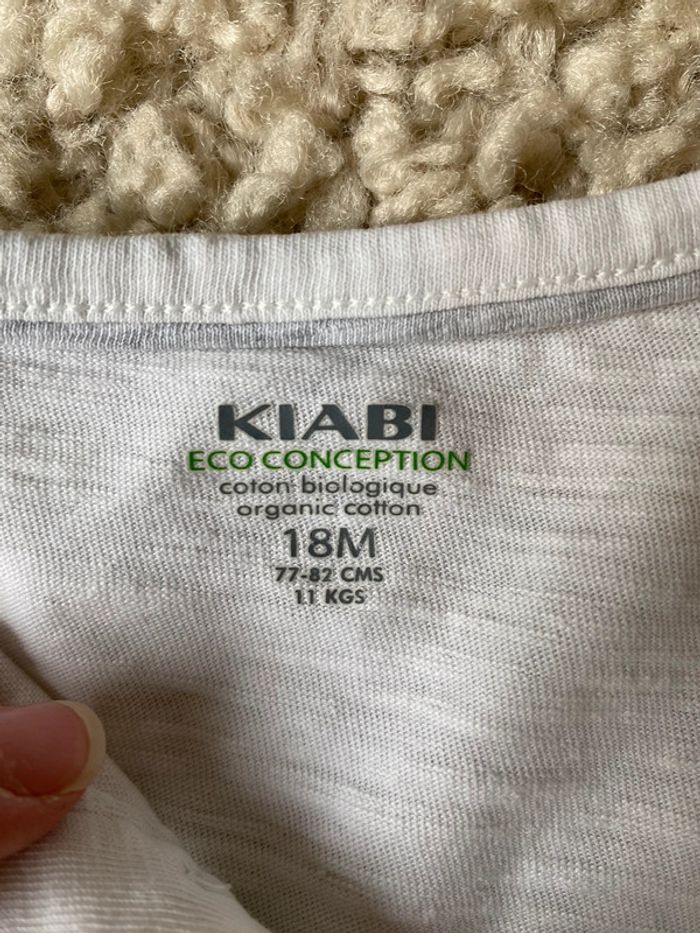 KIABI
ECO CONCEPTION
coton biologique
organic cotton
18M
77-82 CMS
11 KGS